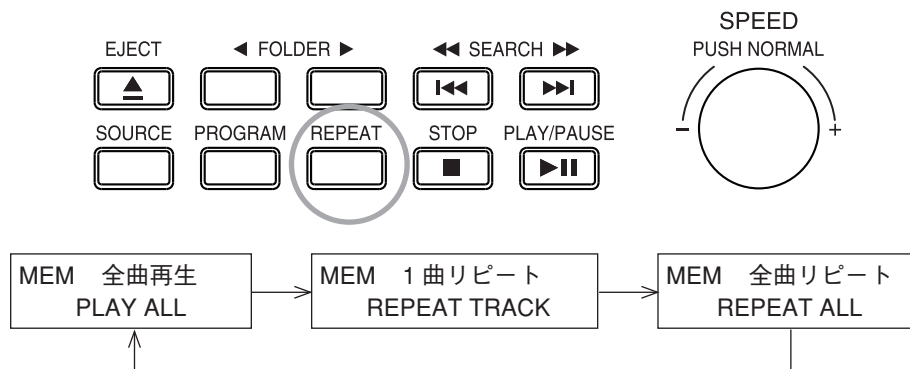 SPEED
EJECT ◀ FOLDER ▶ ◀◀ SEARCH ▶▶ PUSH NORMAL
SOURCE PROGRAM REPEAT STOP PLAY/PAUSE
− +
MEM 全曲再生
PLAY ALL
MEM 1曲リピート
REPEAT TRACK
MEM 全曲リピート
REPEAT ALL